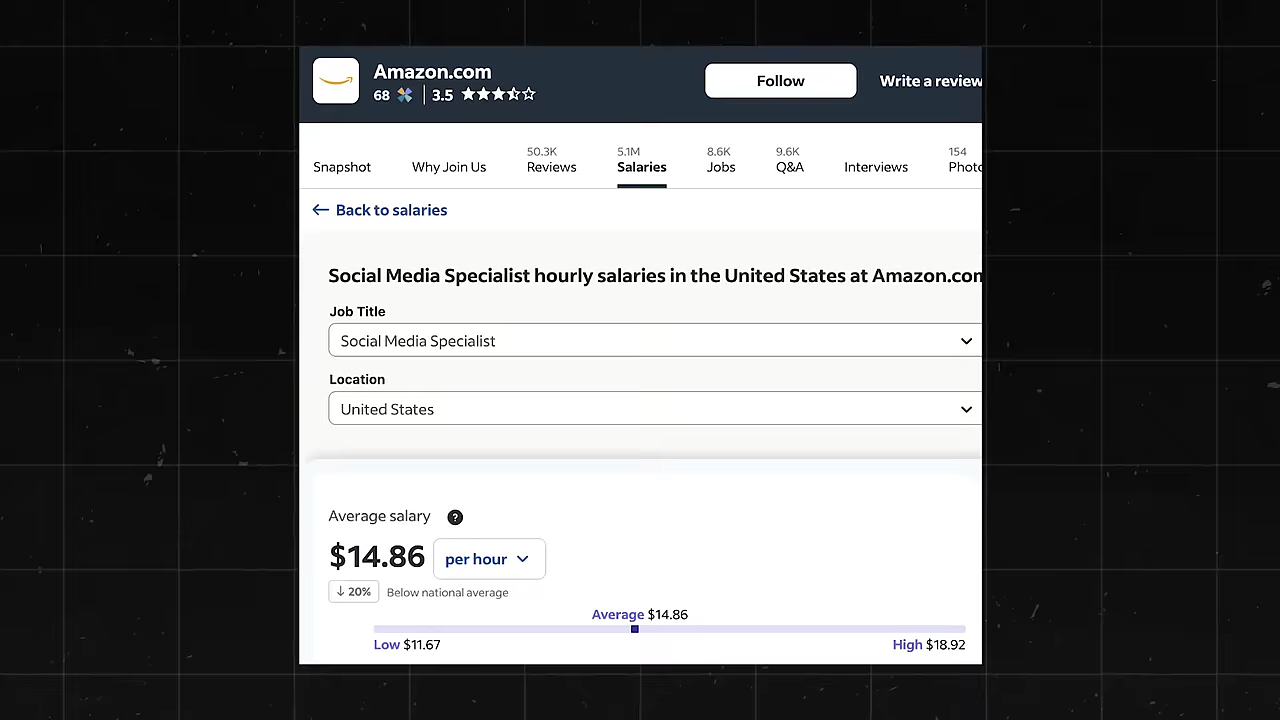 Amazon.com
68 3.5
Follow
Write a review
Snapshot
Why Join Us
50.3K
Reviews
5.1M
Salaries
8.6K
Jobs
9.6K
Q&A
Interviews
154
Photo
← Back to salaries
Social Media Specialist hourly salaries in the United States at Amazon.com
Job Title
Social Media Specialist
Location
United States
Average salary ?
$14.86 per hour
↓ 20% Below national average
Average $14.86
Low $11.67
High $18.92